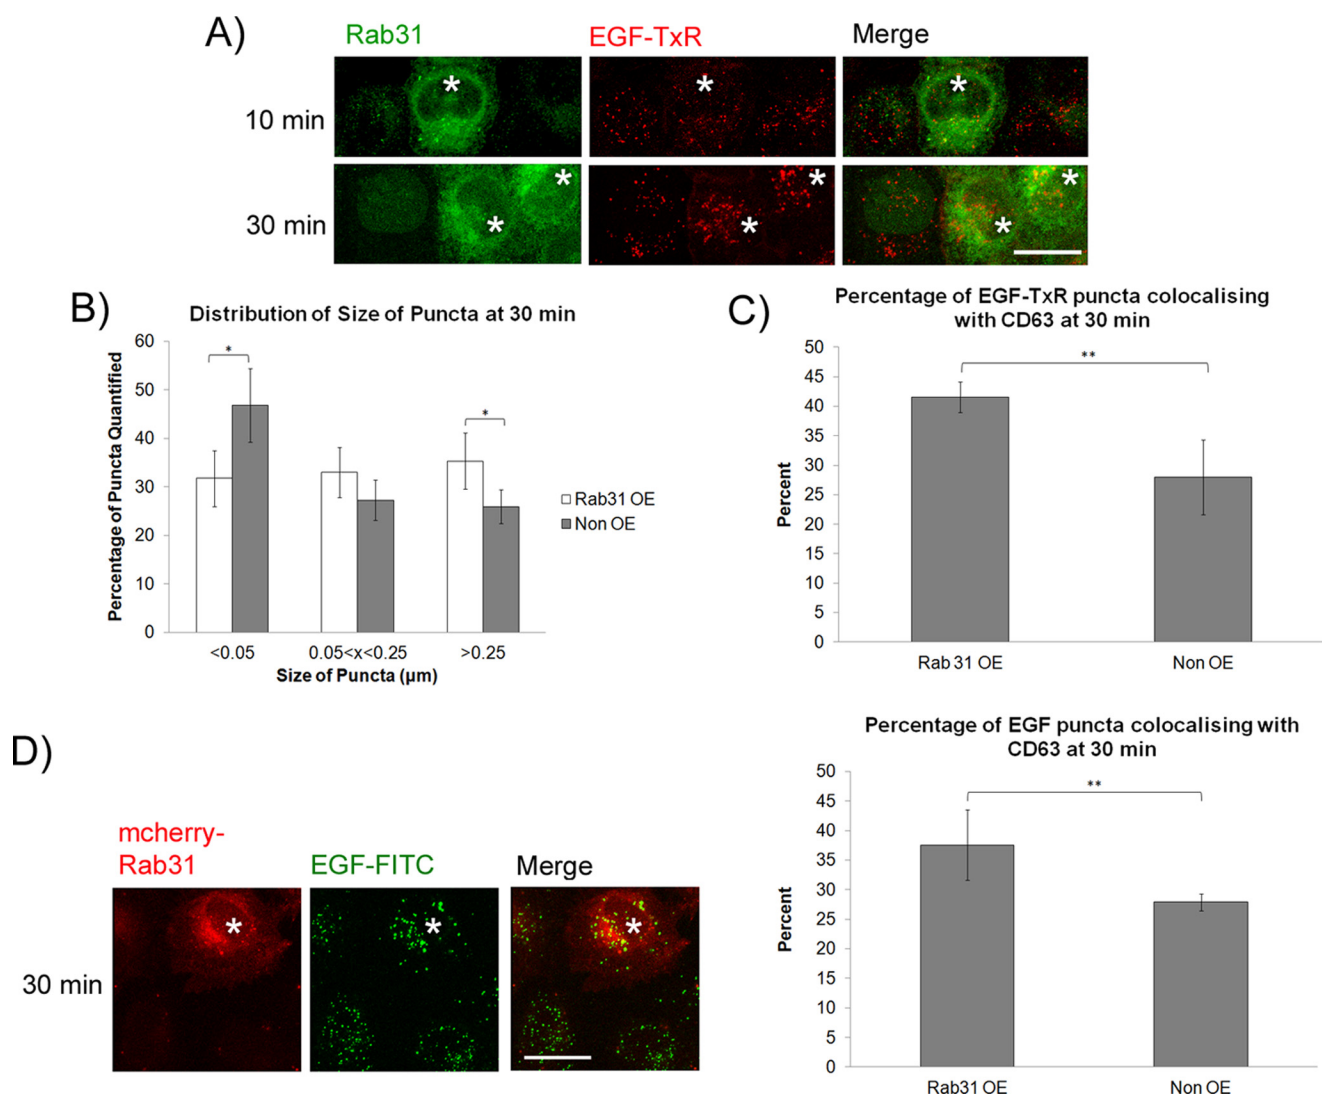 A)
Rab31
EGF-TxR
Merge
10 min
*
*
*
30 min
*
*
*
*
*
*
B)
Distribution of Size of Puncta at 30 min
Percentage of Puncta Quantified
60
50
40
30
20
10
0
*
*
<0.05
0.05<x<0.25
>0.25
Size of Puncta (µm)
Rab31 OE
Non OE
C)
Percentage of EGF-TxR puncta colocalising
with CD63 at 30 min
Percent
50
45
40
35
30
25
20
15
10
5
0
**
Rab 31 OE
Non OE
D)
mcherry-
Rab31
EGF-FITC
Merge
30 min
*
*
*
Percentage of EGF puncta colocalising with
CD63 at 30 min
Percent
50
45
40
35
30
25
20
15
10
5
0
**
Rab31 OE
Non OE